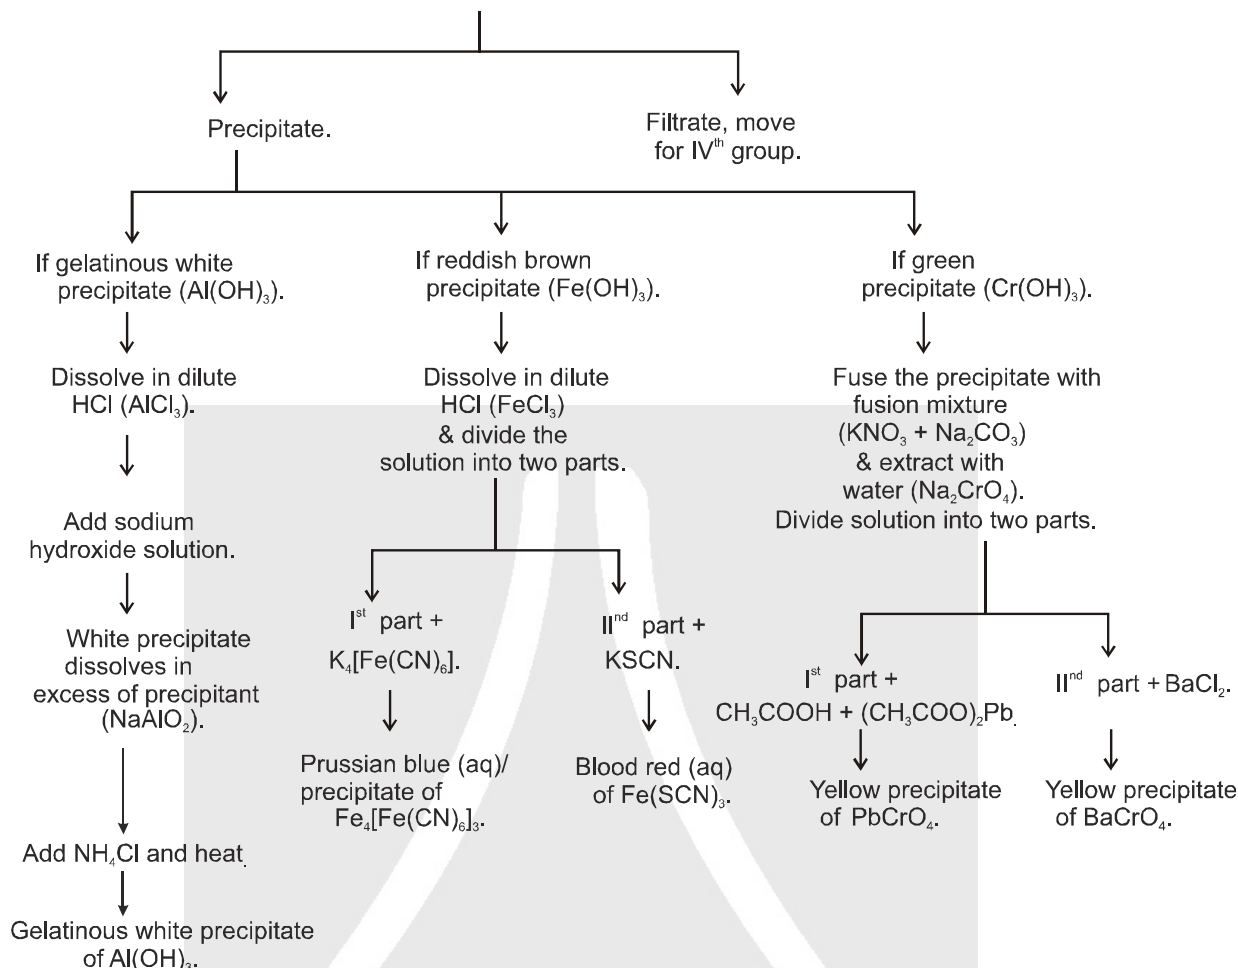 Precipitate.
Filtrate, move
for IVth group.
If gelatinous white
precipitate (Al(OH)₃).
If reddish brown
precipitate (Fe(OH)₃).
If green
precipitate (Cr(OH)₃).
Dissolve in dilute
HCl (AlCl₃).
Dissolve in dilute
HCl (FeCl₃)
& divide the
solution into two parts.
Fuse the precipitate with
fusion mixture
(KNO₃ + Na₂CO₃)
& extract with
water (Na₂CrO₄).
Divide solution into two parts.
Add sodium
hydroxide solution.
White precipitate
dissolves in
excess of precipitant
(NaAlO₂).
Ist part +
K₄[Fe(CN)₆].
IInd part +
KSCN.
Ist part +
CH₃COOH + (CH₃COO)₂Pb.
IInd part + BaCl₂.
Prussian blue (aq)/
precipitate of
Fe₄[Fe(CN)₆]₃.
Blood red (aq)
of Fe(SCN)₃.
Yellow precipitate
of PbCrO₄.
Yellow precipitate
of BaCrO₄.
Add NH₄Cl and heat.
Gelatinous white precipitate
of Al(OH)₃.